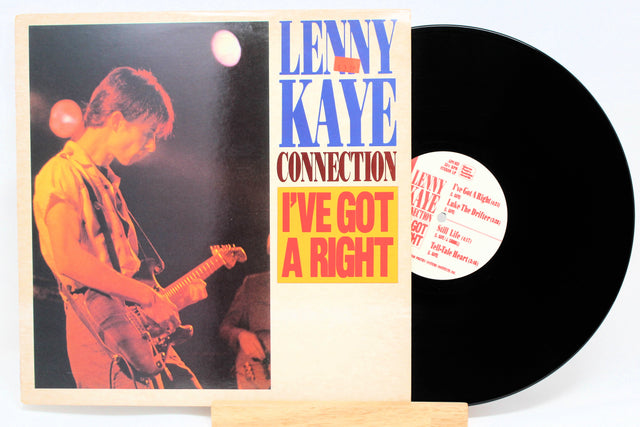 LENNY
KAYE
CONNECTION
I'VE GOT
A RIGHT
LENNY
KAYE
CONNECTION
GOT
RIGHT
I've Got A Right
Luke The Drifter
Still Life
Tell-Tale Heart